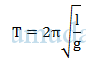 T = 2π√(l/g)